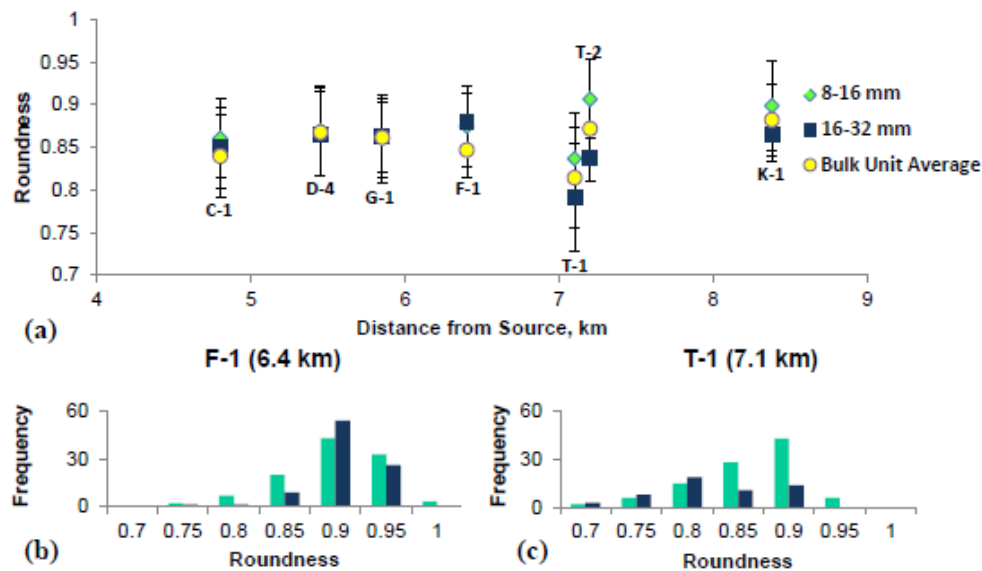 1
0.95
0.9
0.85
0.8
0.75
0.7
Roundness
C-1
D-4
G-1
F-1
T-2
T-1
K-1
8-16 mm
16-32 mm
Bulk Unit Average
4 5 6 7 8 9
Distance from Source, km
(a)
F-1 (6.4 km)
60
30
0
Frequency
0.7 0.75 0.8 0.85 0.9 0.95 1
Roundness
(b)
T-1 (7.1 km)
60
30
0
Frequency
0.7 0.75 0.8 0.85 0.9 0.95 1
Roundness
(c)